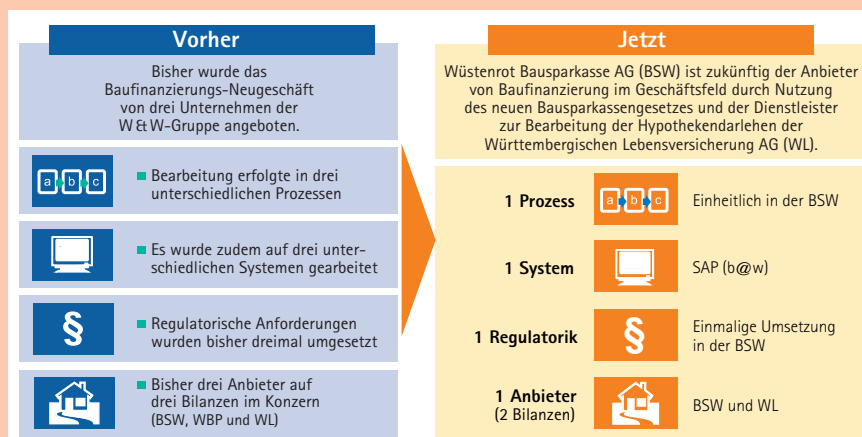 Vorher
Bisher wurde das
Baufinanzierungs-Neugeschäft
von drei Unternehmen der
W&W-Gruppe angeboten.
a b c
Bearbeitung erfolgte in drei
unterschiedlichen Prozessen
Es wurde zudem auf drei unter-
schiedlichen Systemen gearbeitet
§
Regulatorische Anforderungen
wurden bisher dreimal umgesetzt
Bisher drei Anbieter auf
drei Bilanzen im Konzern
(BSW, WBP und WL)
Jetzt
Wüstenrot Bausparkasse AG (BSW) ist zukünftig der Anbieter
von Baufinanzierung im Geschäftsfeld durch Nutzung
des neuen Bausparkassengesetzes und der Dienstleister
zur Bearbeitung der Hypothekendarlehen der
Württembergischen Lebensversicherung AG (WL).
1 Prozess
a b c
Einheitlich in der BSW
1 System
SAP (b@w)
1 Regulatorik
§
Einmalige Umsetzung
in der BSW
1 Anbieter
(2 Bilanzen)
BSW und WL